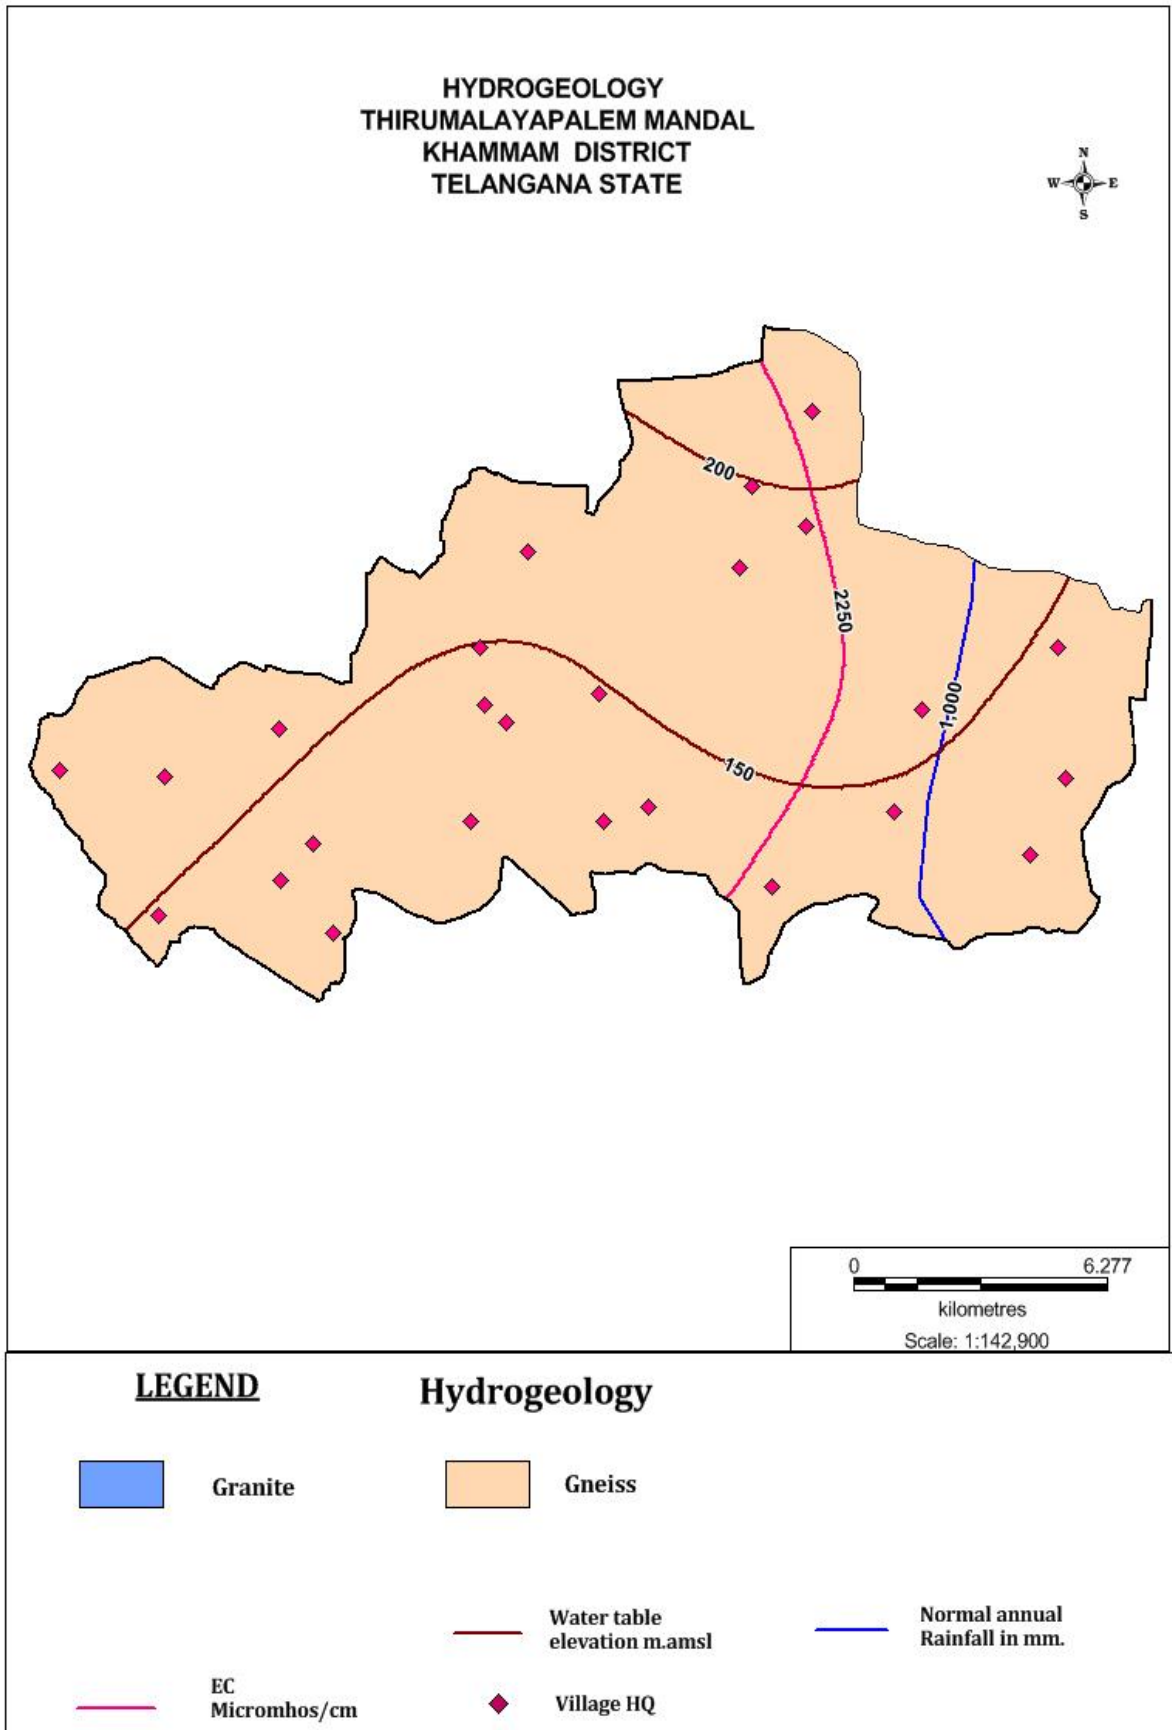 HYDROGEOLOGY
THIRUMALAYAPALEM MANDAL
KHAMMAM DISTRICT
TELANGANA STATE
N
W E
S
200
2250
1,000
150
0 6.277
kilometres
Scale: 1:142,900
LEGEND Hydrogeology
Granite Gneiss
Water table
elevation m.amsl
Normal annual
Rainfall in mm.
EC
Micromhos/cm
Village HQ